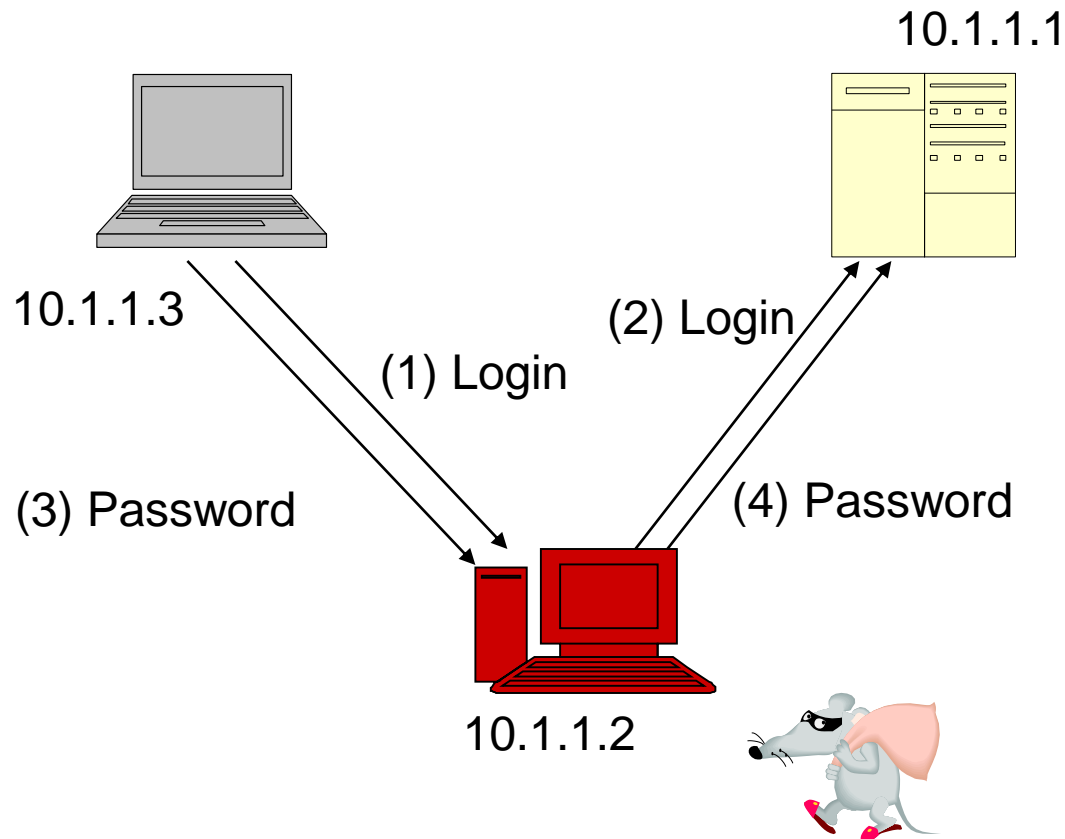 10.1.1.1
10.1.1.3
(2) Login
(1) Login
(3) Password
(4) Password
10.1.1.2